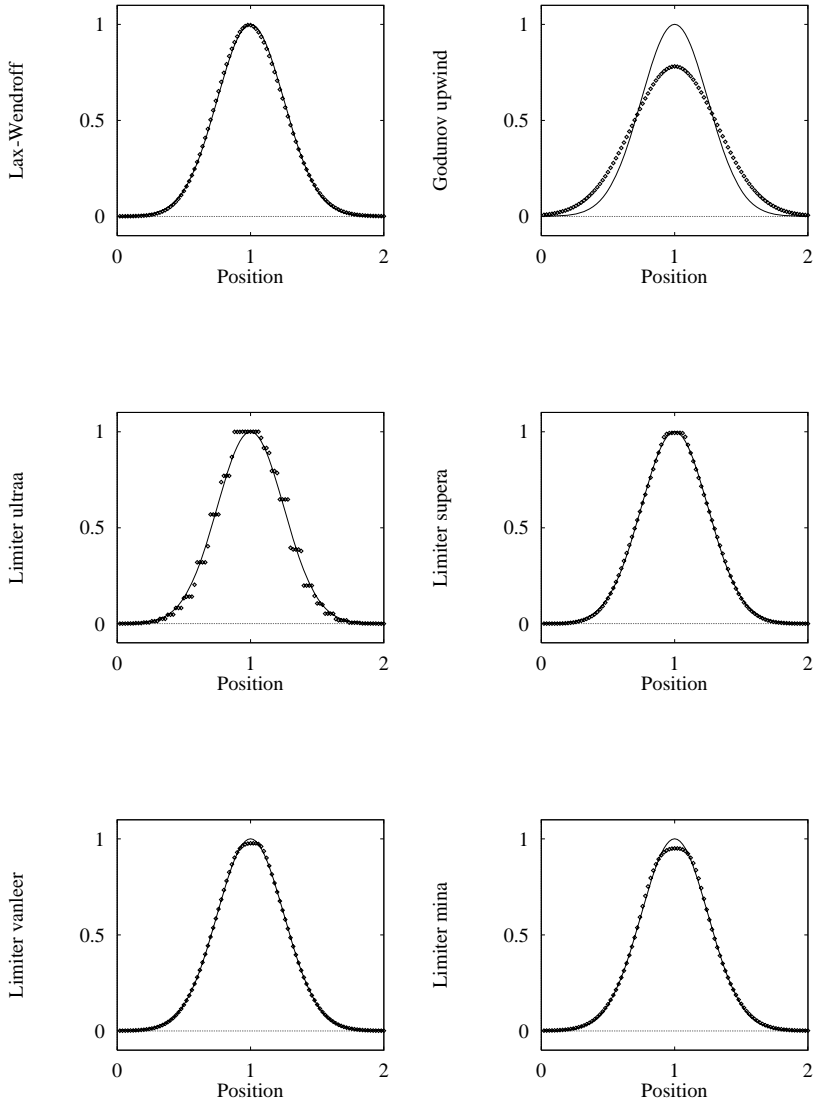 Lax-Wendroff
1
0.5
0
0 1 2
Position
Godunov upwind
1
0.5
0
0 1 2
Position
Limiter ultraa
1
0.5
0
0 1 2
Position
Limiter supera
1
0.5
0
0 1 2
Position
Limiter vanleer
1
0.5
0
0 1 2
Position
Limiter mina
1
0.5
0
0 1 2
Position